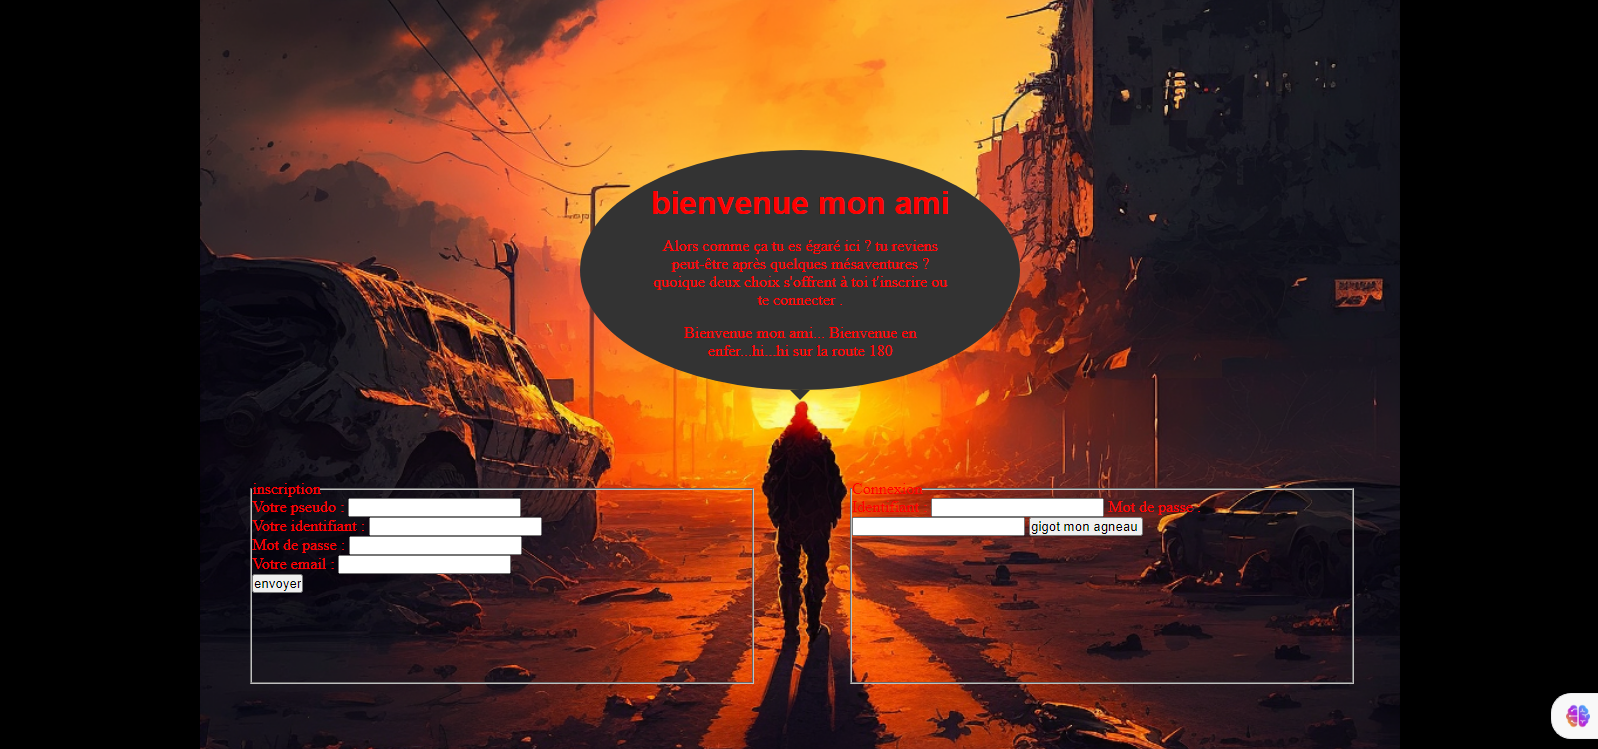 bienvenue mon ami
Alors comme ça tu es égaré ici ? tu reviens
peut-être après quelques mésaventures ?
quoique deux choix s'offrent à toi t'inscrire ou
te connecter .
Bienvenue mon ami... Bienvenue en
enfer...hi...hi sur la route 180
inscription
Votre pseudo :
Votre identifiant :
Mot de passe :
Votre email :
envoyer
Connexion
Identifiant : Mot de passe :
gigot mon agneau